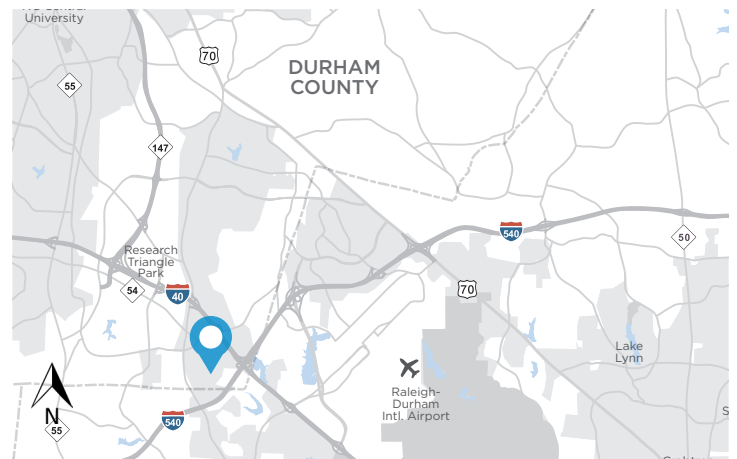 University
70
DURHAM
COUNTY
55
147
540
50
Research
Triangle
Park
54
40
70
Lake
Lynn
Raleigh-
Durham
Intl. Airport
N
55
540